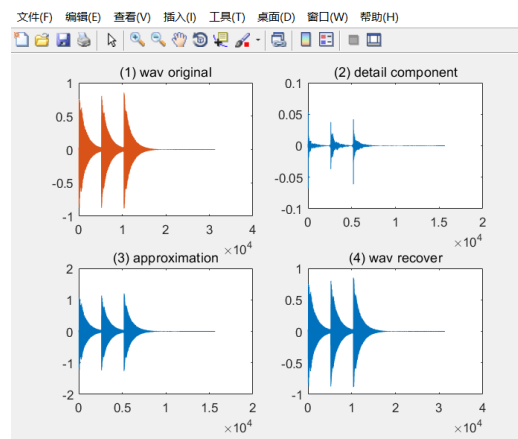 文件(F) 编辑(E) 查看(V) 插入(I) 工具(T) 桌面(D) 窗口(W) 帮助(H)
(1) wav original
1
0.5
0
-0.5
-1
0 1 2 3 4
×10^4
(2) detail component
0.1
0.05
0
-0.05
-0.1
0 0.5 1 1.5 2
×10^4
(3) approximation
2
1
0
-1
-2
0 0.5 1 1.5 2
×10^4
(4) wav recover
1
0.5
0
-0.5
-1
0 1 2 3 4
×10^4